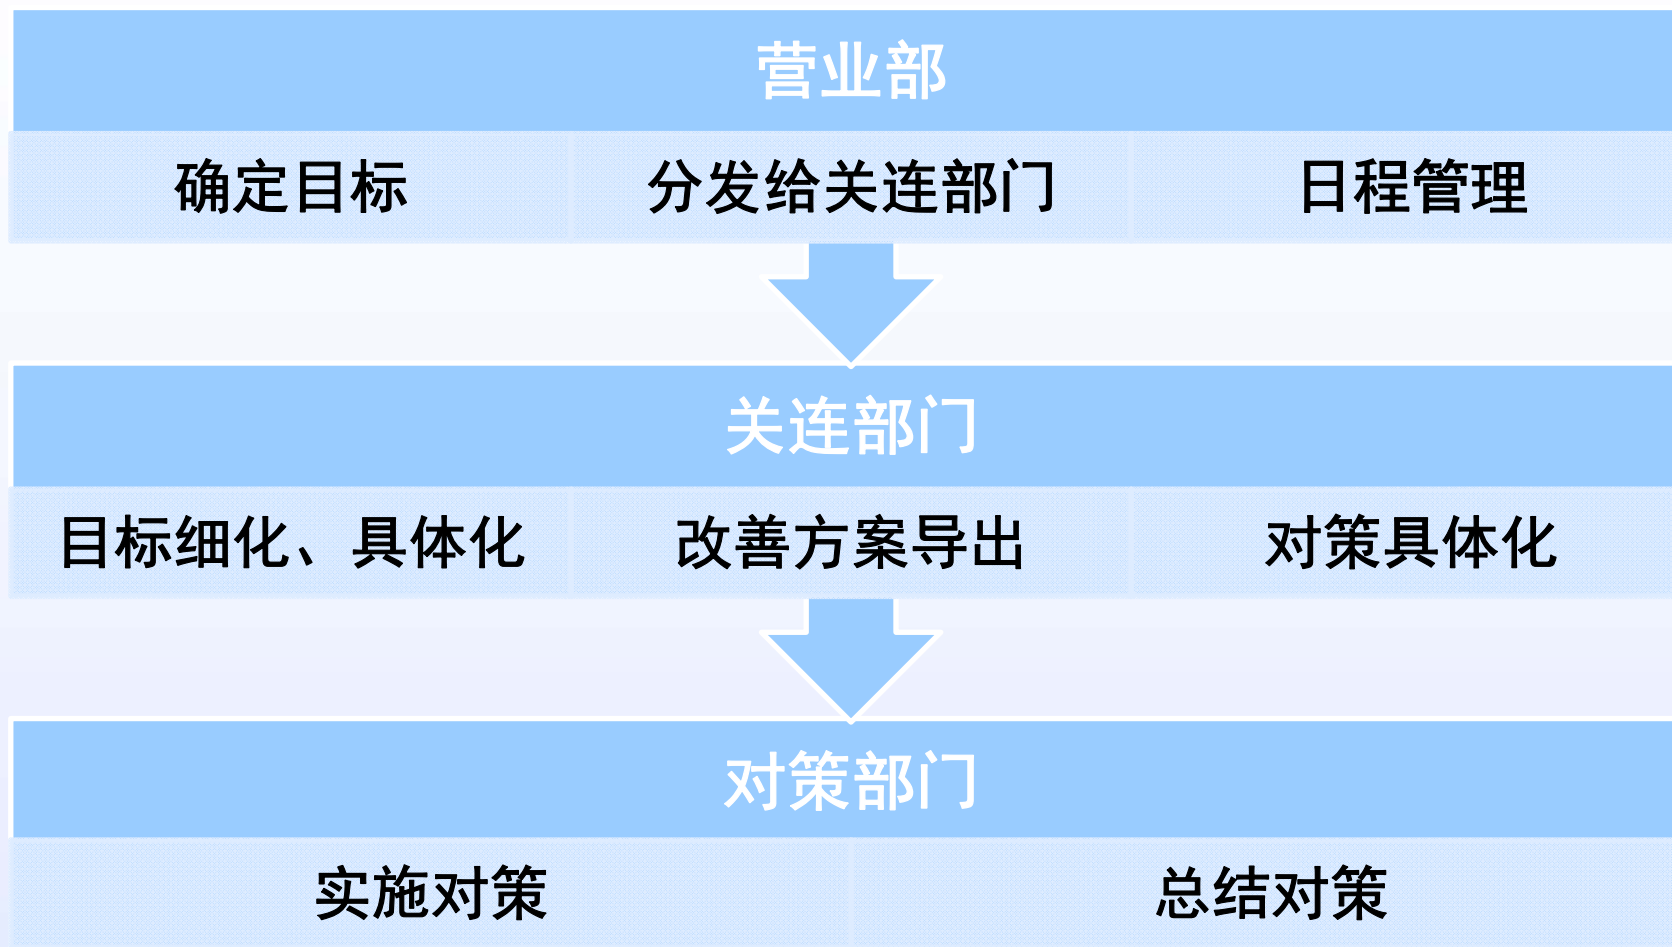 营业部
确定目标 分发给关连部门 日程管理
关连部门
目标细化、具体化 改善方案导出 对策具体化
对策部门
实施对策 总结对策